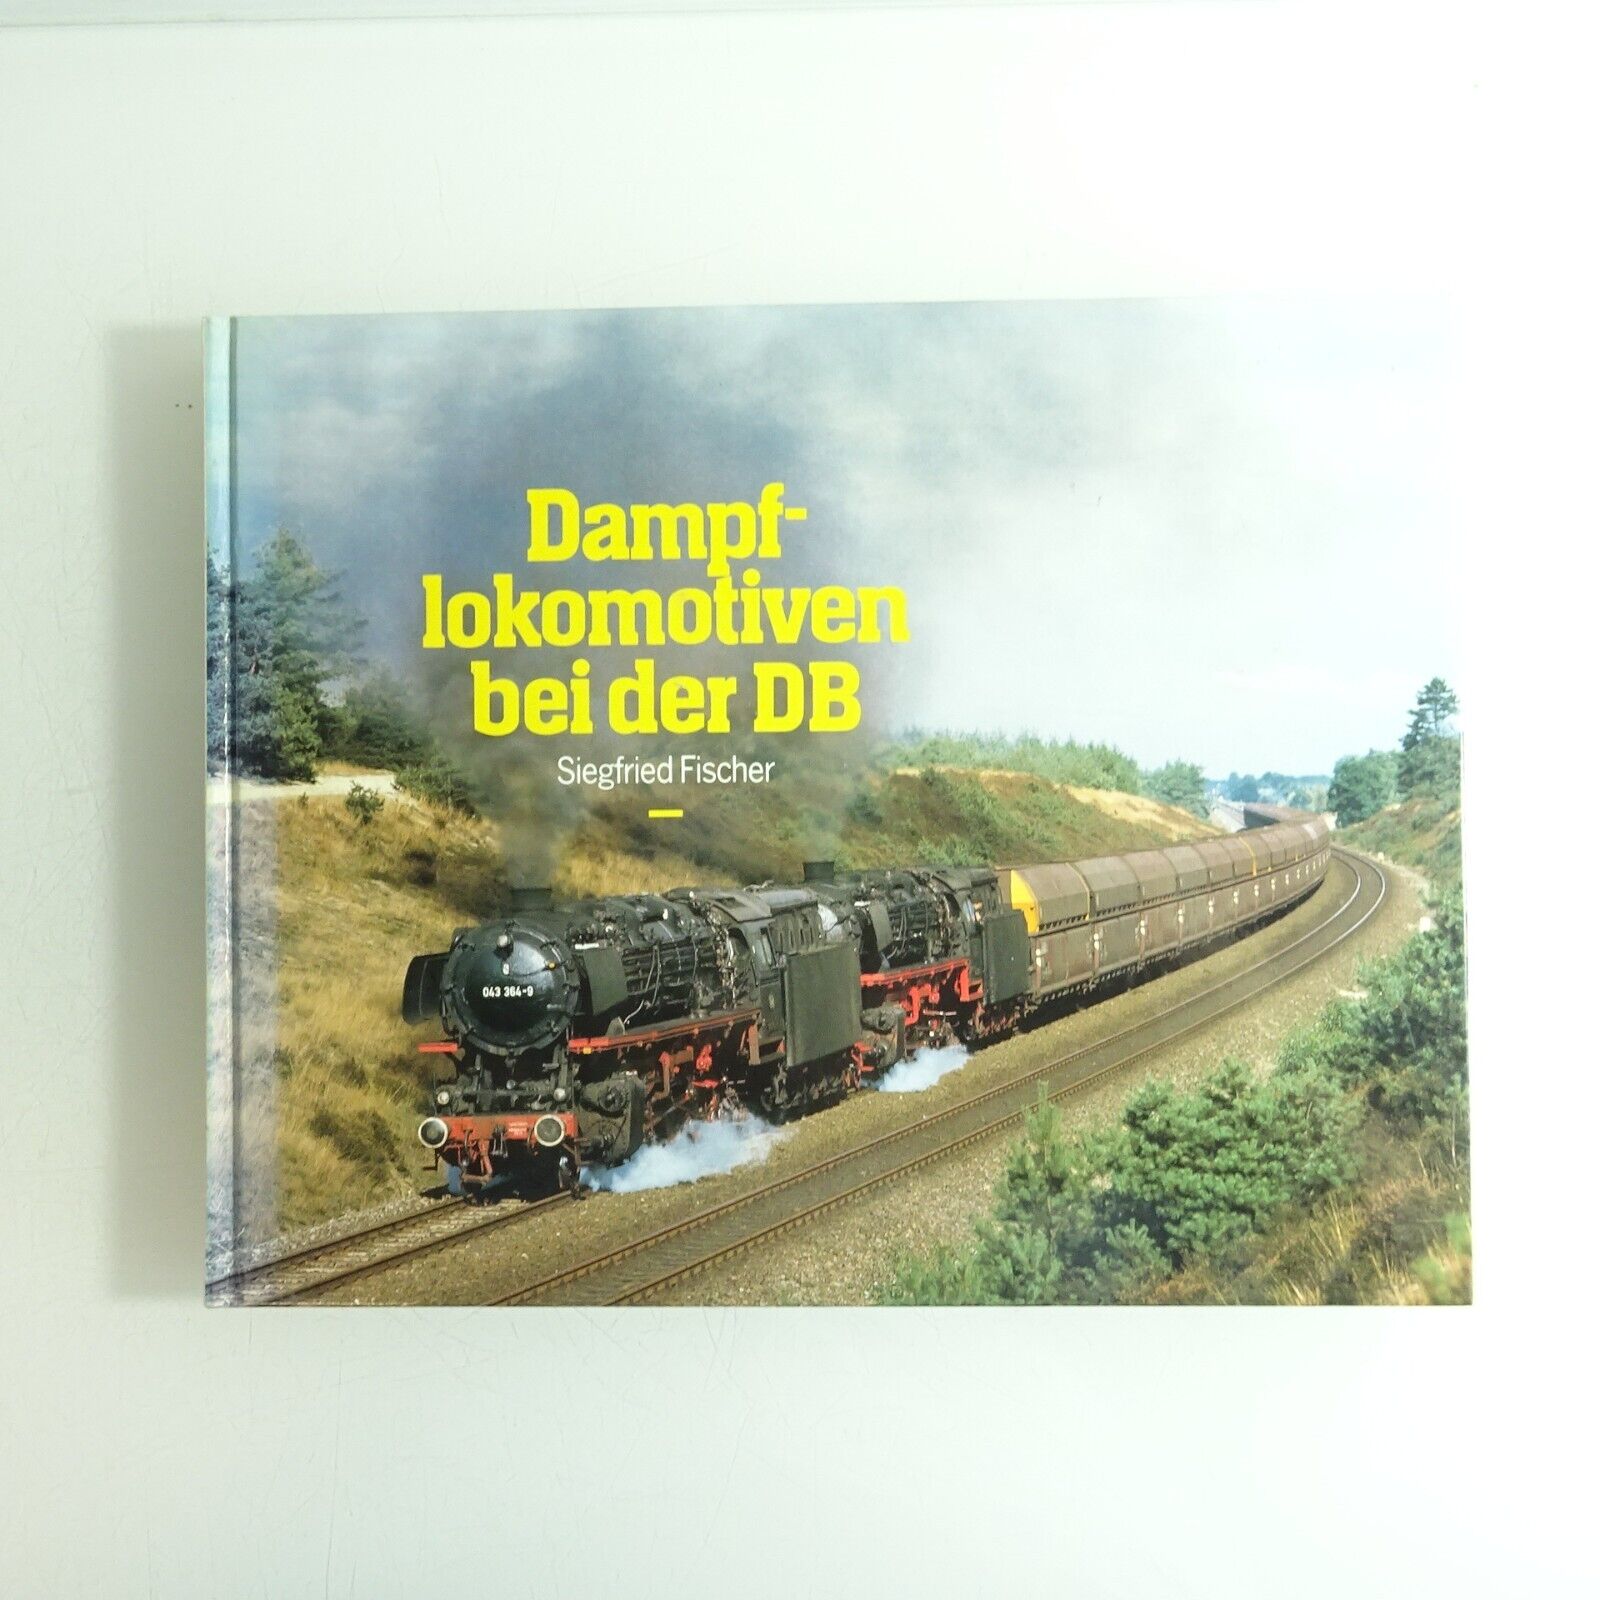 Dampf-
lokomotiven
bei der DB
Siegfried Fischer
043 364-9